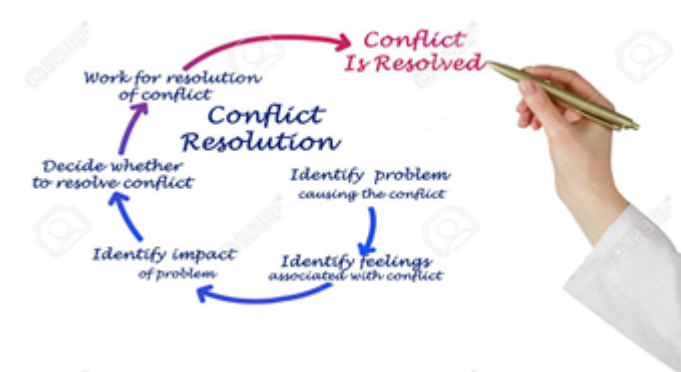 Conflict
Is Resolved
Work for resolution
of conflict
Conflict
Resolution
Decide whether
to resolve conflict
Identify problem
causing the conflict
Identify impact
of problem
Identify feelings
associated with conflict